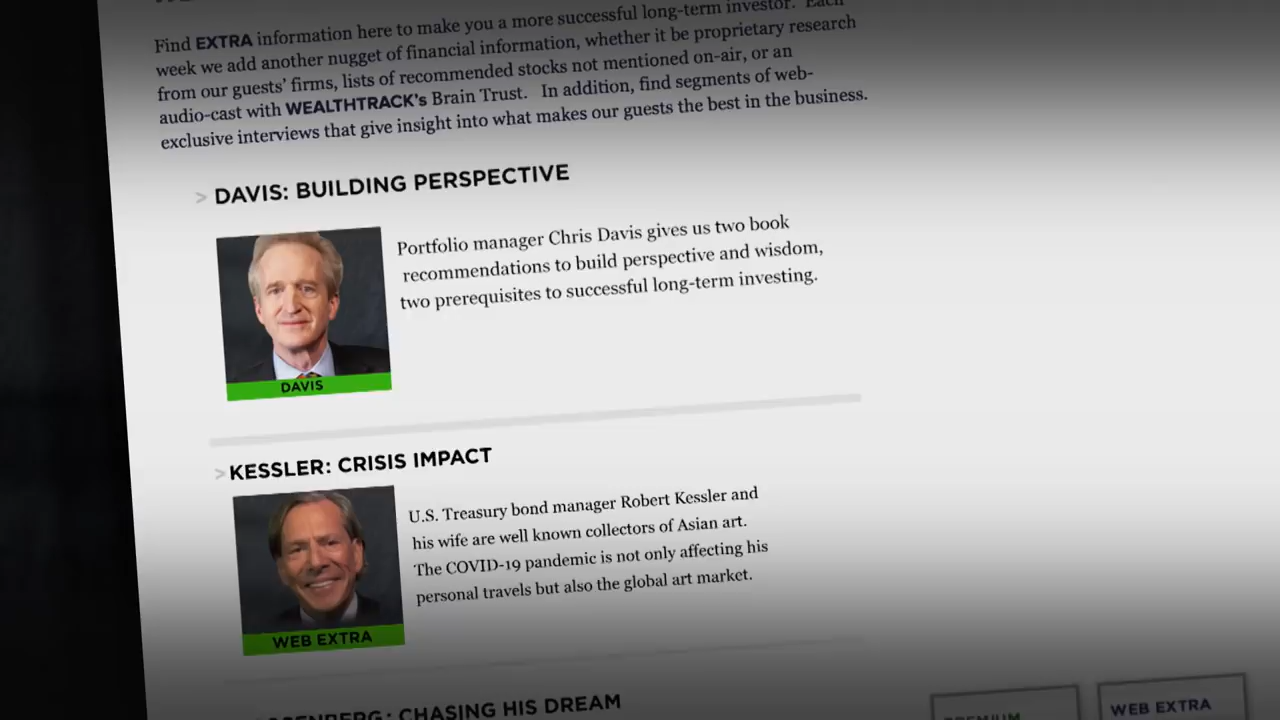 Find EXTRA information here to make you a more successful long-term investor. Each
week we add another nugget of financial information, whether it be proprietary research
from our guests' firms, lists of recommended stocks not mentioned on-air, or an
audio-cast with WEALTHTRACK's Brain Trust. In addition, find segments of web-
exclusive interviews that give insight into what makes our guests the best in the business.
> DAVIS: BUILDING PERSPECTIVE
Portfolio manager Chris Davis gives us two book
recommendations to build perspective and wisdom,
two prerequisites to successful long-term investing.
DAVIS
> KESSLER: CRISIS IMPACT
U.S. Treasury bond manager Robert Kessler and
his wife are well known collectors of Asian art.
The COVID-19 pandemic is not only affecting his
personal travels but also the global art market.
WEB EXTRA
CHASING HIS DREAM
PREMIUM
WEB EXTRA